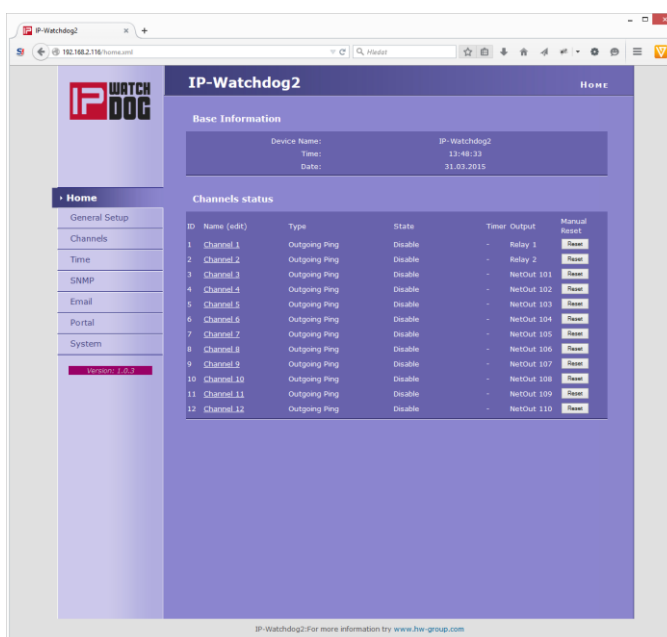 IP-Watchdog2
192.168.2.116/home.xml
Hledat
IP WATCH DOG
IP-Watchdog2
HOME
Base Information
Device Name: IP-Watchdog2
Time: 13:48:33
Date: 31.03.2015
Home
General Setup
Channels
Time
SNMP
Email
Portal
System
Version: 1.0.3
Channels status
ID Name (edit) Type State Timer Output Manual Reset
1 Channel 1 Outgoing Ping Disable - Relay 1 Reset
2 Channel 2 Outgoing Ping Disable - Relay 2 Reset
3 Channel 3 Outgoing Ping Disable - NetOut 101 Reset
4 Channel 4 Outgoing Ping Disable - NetOut 102 Reset
5 Channel 5 Outgoing Ping Disable - NetOut 103 Reset
6 Channel 6 Outgoing Ping Disable - NetOut 104 Reset
7 Channel 7 Outgoing Ping Disable - NetOut 105 Reset
8 Channel 8 Outgoing Ping Disable - NetOut 106 Reset
9 Channel 9 Outgoing Ping Disable - NetOut 107 Reset
10 Channel 10 Outgoing Ping Disable - NetOut 108 Reset
11 Channel 11 Outgoing Ping Disable - NetOut 109 Reset
12 Channel 12 Outgoing Ping Disable - NetOut 110 Reset
IP-Watchdog2:For more information try www.hw-group.com